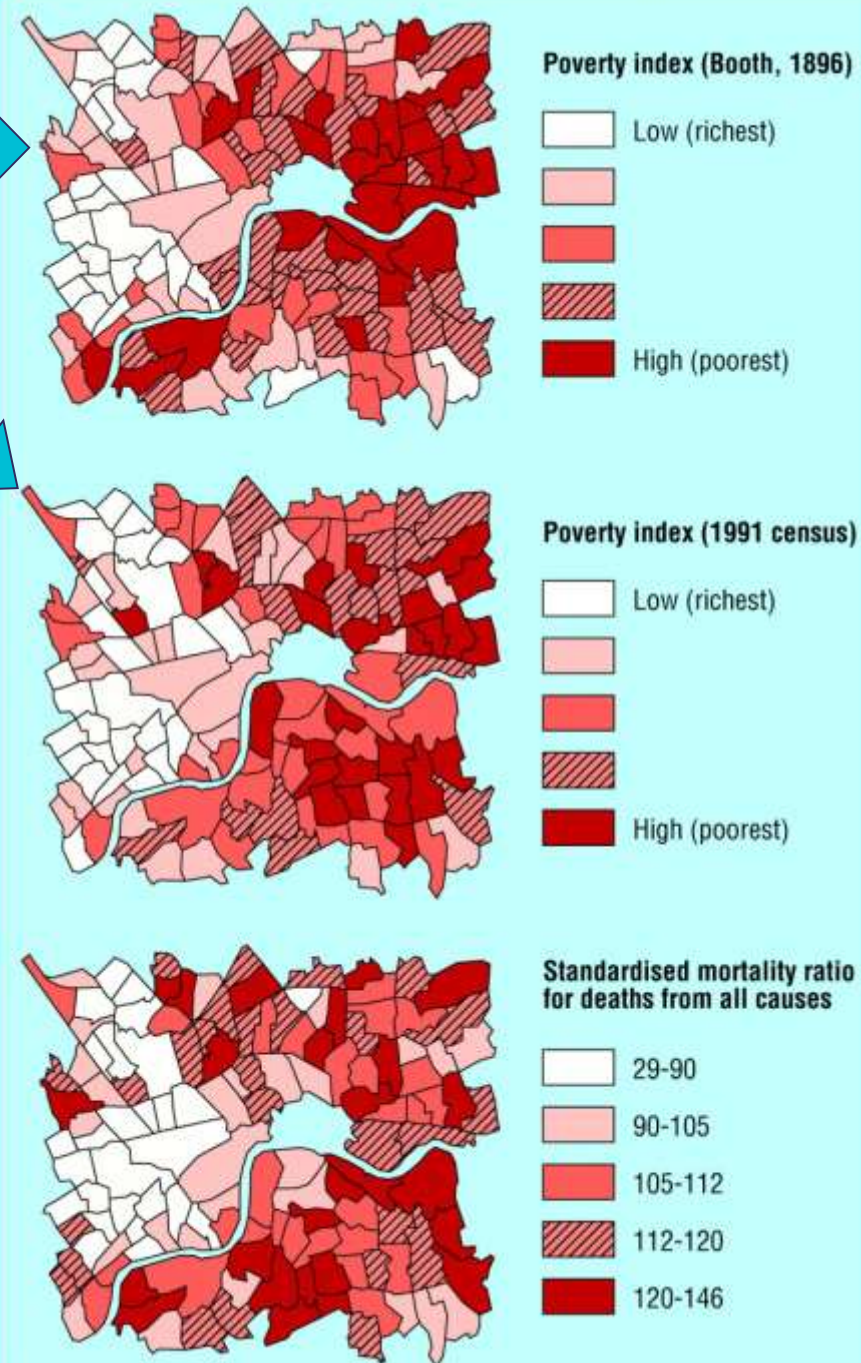 Poverty index (Booth, 1896)
Low (richest)
High (poorest)
Poverty index (1991 census)
Low (richest)
High (poorest)
Standardised mortality ratio
for deaths from all causes
29-90
90-105
105-112
112-120
120-146